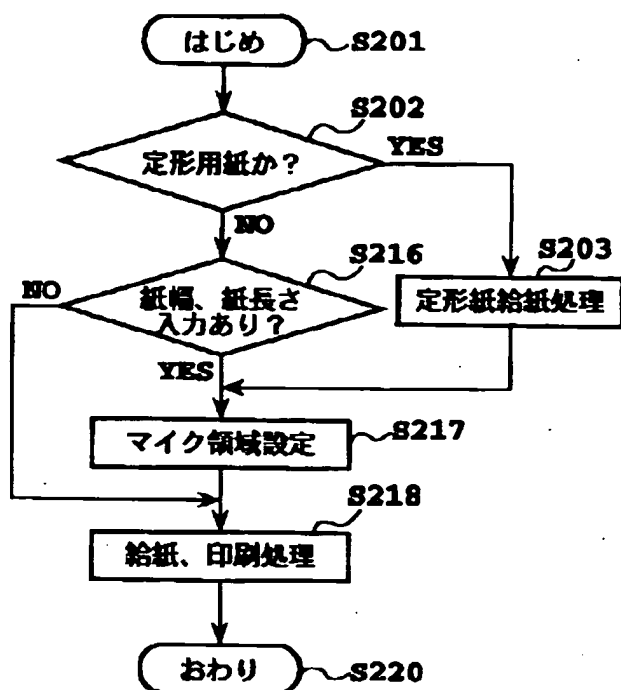 はじめ
S201
S202
定形用紙か?
YES
NO
S216
S203
NO
紙幅、紙長さ
入力あり?
定形紙給紙処理
YES
マイク領域設定
S217
S218
給紙、印刷処理
おわり
S220